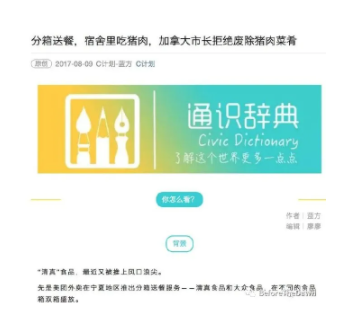 分箱送餐，宿舍里吃猪肉，加拿大市长拒绝废除猪肉菜肴
原创 2017-08-09 C计划-蓝方 C计划
通识辞典
Civic Dictionary
了解这个世界更多一点点
你怎么看？
作者｜蓝方
编辑｜
背景
“清真”食品，最近又被推上风口浪尖。
先是美团外卖在宁夏地区推出分箱送餐服务——清真食品和大众食品，在不同的食品
箱双箱盛放。
BeforeTheDawn